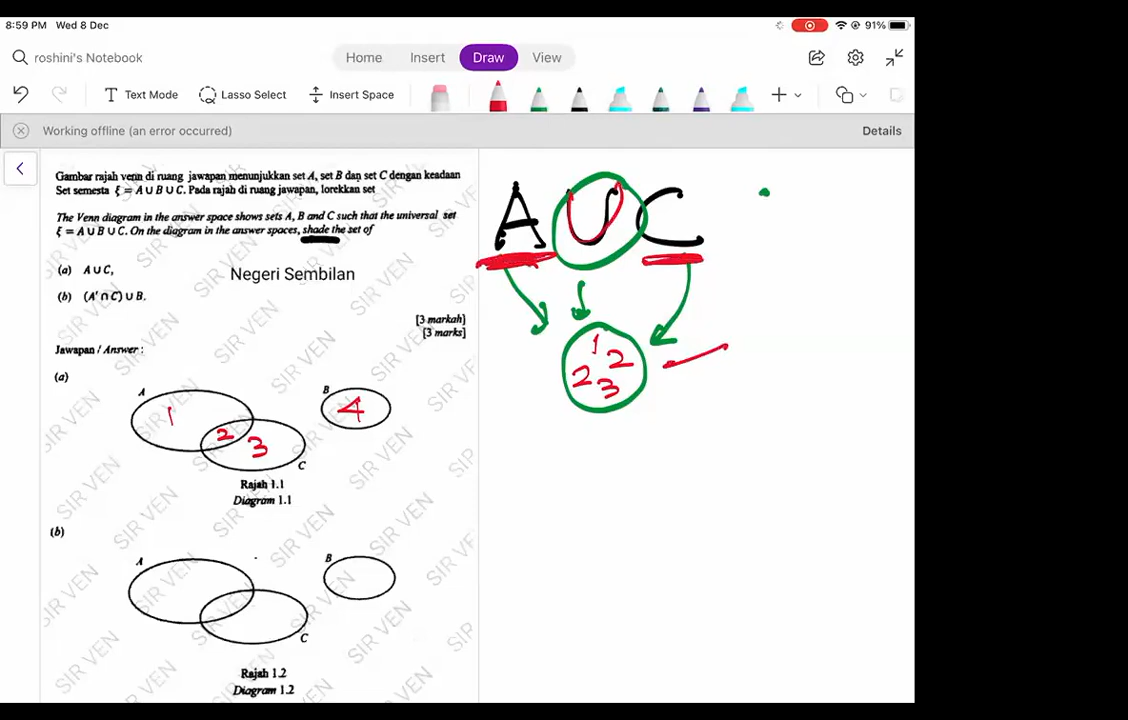 8:59 PM Wed 8 Dec
91%
roshini's Notebook
Home Insert Draw View
Text Mode Lasso Select Insert Space
Working offline (an error occurred) Details
Gambar rajah venn di ruang jawapan menunjukkan set A, set B dan set C dengan keadaan
Set semesta ξ = A ∪ B ∪ C. Pada rajah di ruang jawapan, lorekkan set
The Venn diagram in the answer space shows sets A, B and C such that the universal set
ξ = A ∪ B ∪ C. On the diagram in the answer spaces, shade the set of
(a) A ∪ C,
Negeri Sembilan
(b) (A' ∩ C) ∪ B.
[3 markah]
[3 marks]
Jawapan / Answer :
(a)
A
B
1
4
2
3
C
Rajah 1.1
Diagram 1.1
(b)
A
B
C
Rajah 1.2
Diagram 1.2
A ∪ C
1
2 2
3
SIR VEN